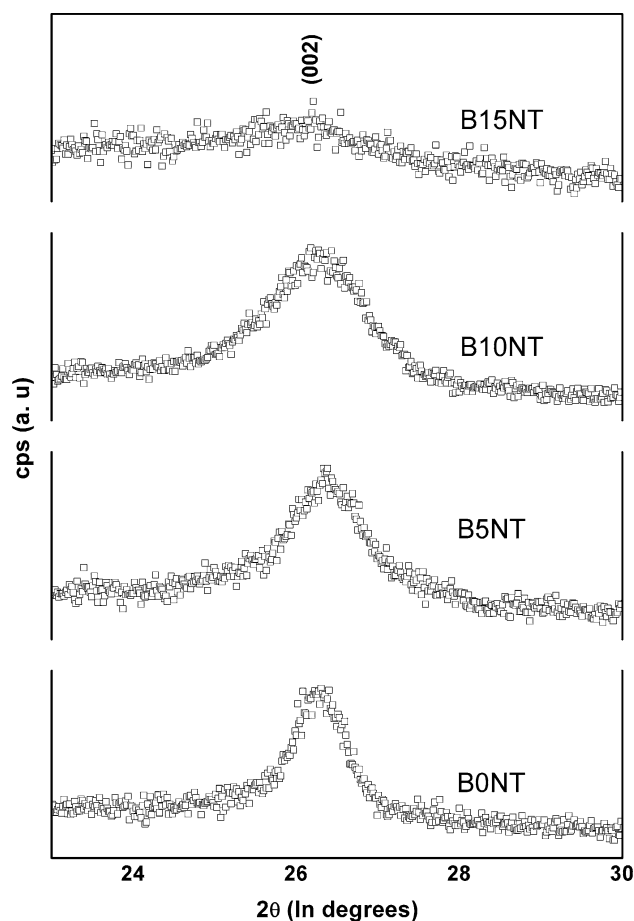 (002)
B15NT
B10NT
cps (a. u)
B5NT
B0NT
24 26 28 30
2θ (In degrees)